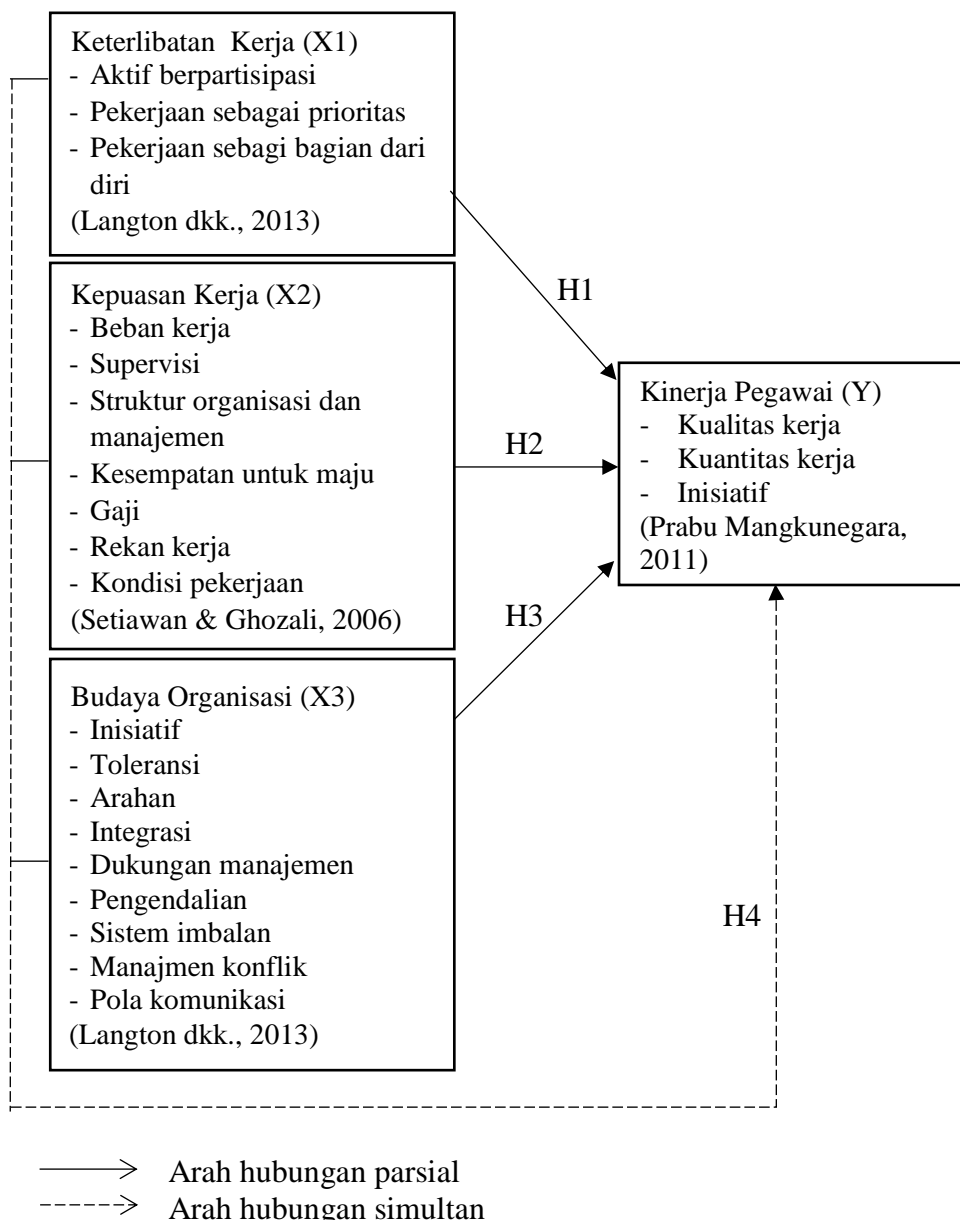 Keterlibatan Kerja (X1)
- Aktif berpartisipasi
- Pekerjaan sebagai prioritas
- Pekerjaan sebagi bagian dari
diri
(Langton dkk., 2013)
H1
Kepuasan Kerja (X2)
- Beban kerja
- Supervisi
- Struktur organisasi dan
manajemen
- Kesempatan untuk maju
- Gaji
- Rekan kerja
- Kondisi pekerjaan
(Setiawan & Ghozali, 2006)
H2
Kinerja Pegawai (Y)
- Kualitas kerja
- Kuantitas kerja
- Inisiatif
(Prabu Mangkunegara,
2011)
H3
Budaya Organisasi (X3)
- Inisiatif
- Toleransi
- Arahan
- Integrasi
- Dukungan manajemen
- Pengendalian
- Sistem imbalan
- Manajmen konflik
- Pola komunikasi
(Langton dkk., 2013)
H4
Arah hubungan parsial
Arah hubungan simultan